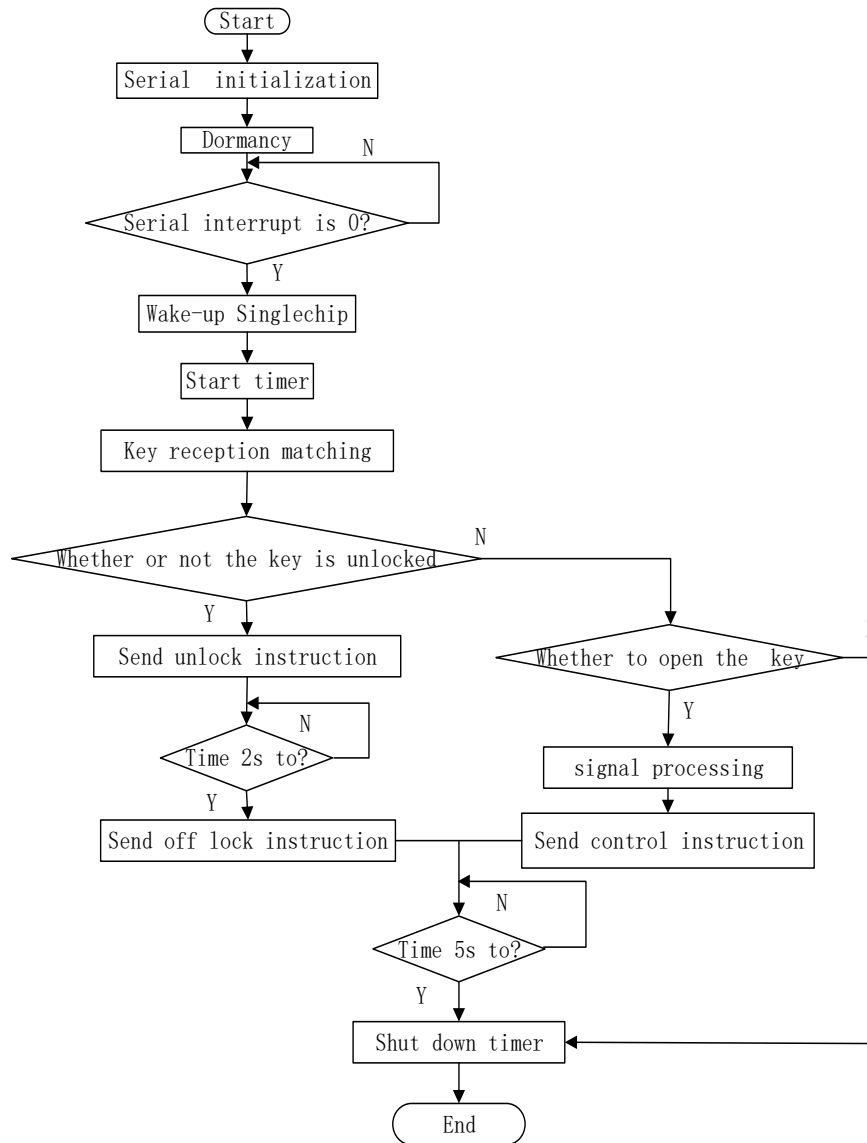 Start
Serial initialization
Dormancy
N
Serial interrupt is 0?
Y
Wake-up Singlechip
Start timer
Key reception matching
N
Whether or not the key is unlocked
Y
Send unlock instruction
Whether to open the key
N
Y
Time 2s to?
signal processing
Y
Send off lock instruction
Send control instruction
N
Time 5s to?
Y
Shut down timer
End